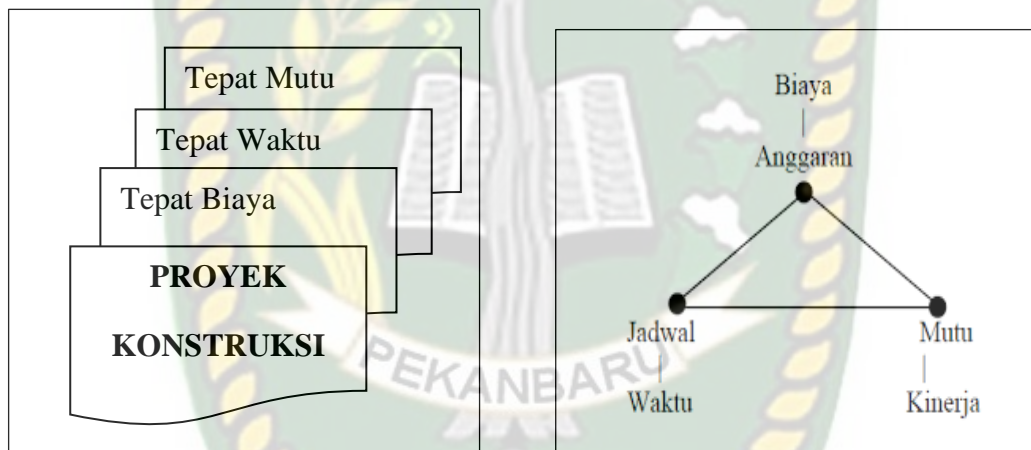 Tepat Mutu
Tepat Waktu
Tepat Biaya
PROYEK
KONSTRUKSI
Biaya
Anggaran
Jadwal
Waktu
Mutu
Kinerja
PEKANBARU